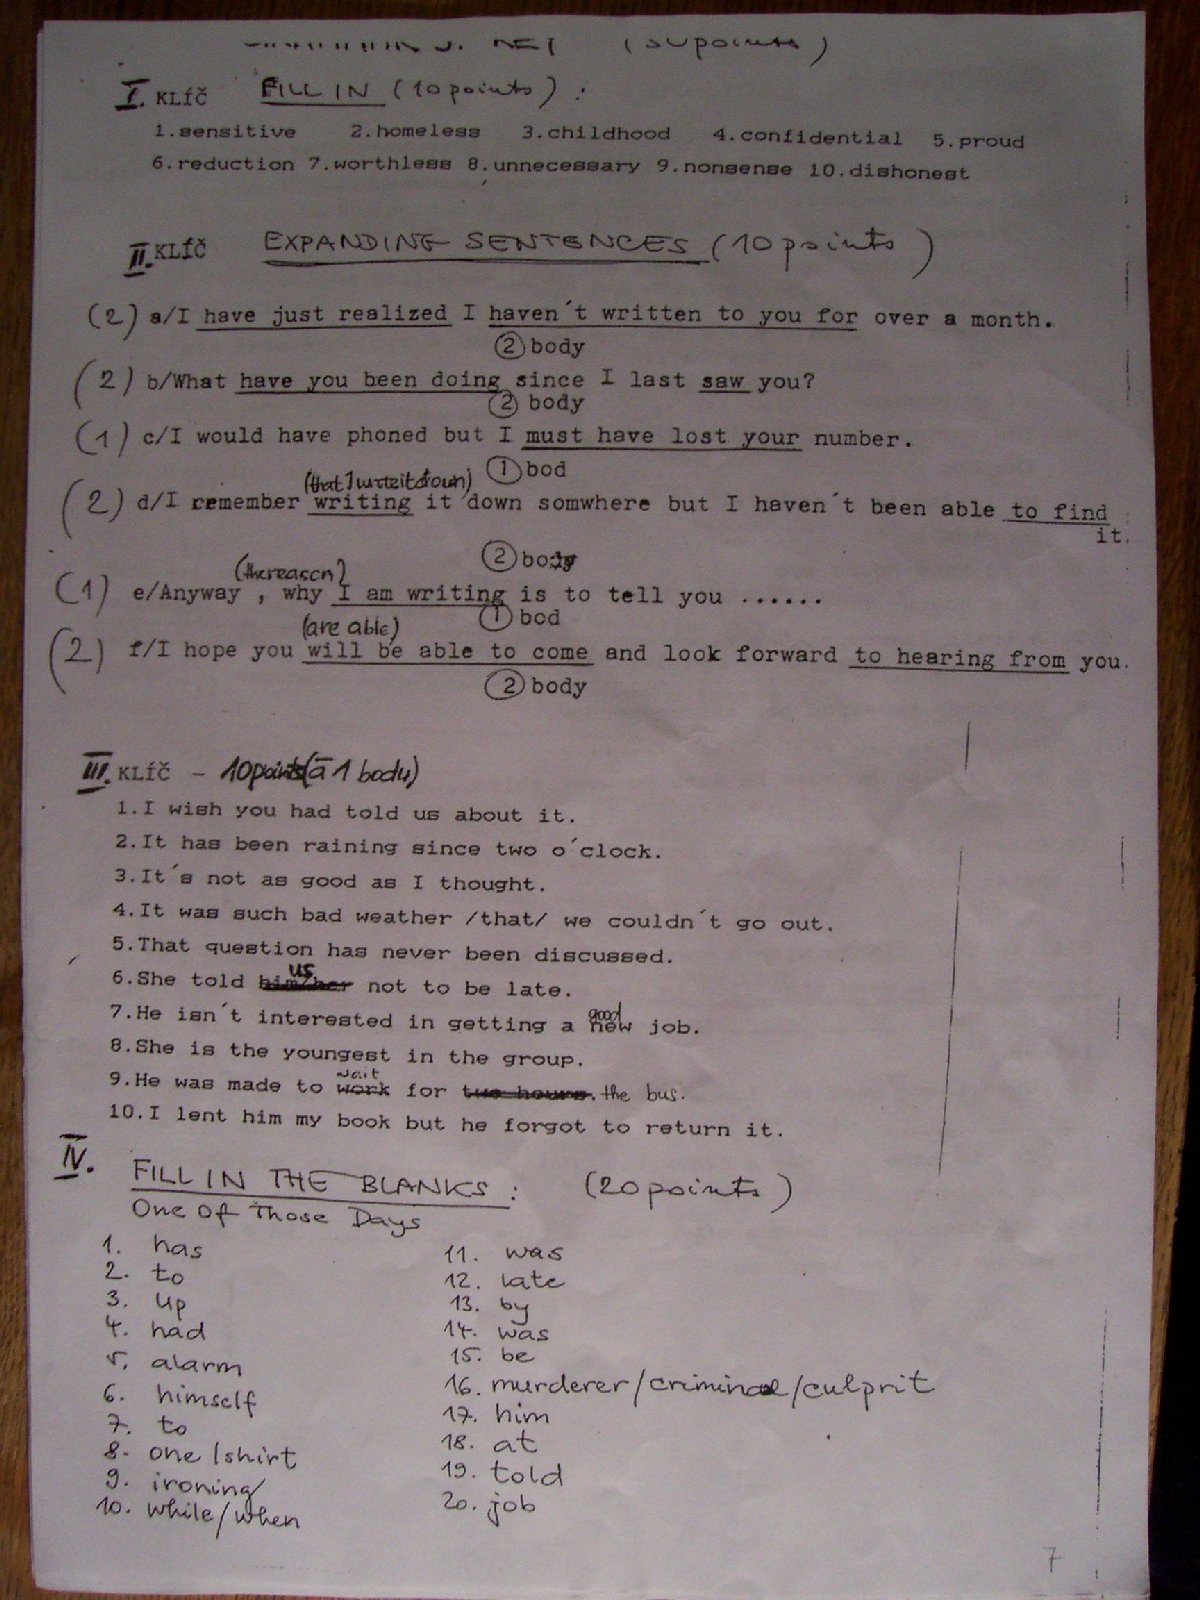 (50 points)
I. KLÍČ FILL IN (10 points) :
1.sensitive 2.homeless 3.childhood 4.confidential 5.proud
6.reduction 7.worthless 8.unnecessary 9.nonsense 10.dishonest
II. KLÍČ EXPANDING SENTENCES (10 points)
(2) a/I have just realized I haven´t written to you for over a month.
2 body
(2) b/What have you been doing since I last saw you?
2 body
(1) c/I would have phoned but I must have lost your number.
1 bod
(that I wrote it down)
(2) d/I remember writing it down somwhere but I haven´t been able to find
it.
2 body
(the reason)
(1) e/Anyway , why I am writing is to tell you ......
1 bod
(are able)
(2) f/I hope you will be able to come and look forward to hearing from you.
2 body
III. KLÍČ - 10 points (à 1 body)
1.I wish you had told us about it.
2.It has been raining since two o´clock.
3.It´s not as good as I thought.
4.It was such bad weather /that/ we couldn´t go out.
5.That question has never been discussed.
us
6.She told him/her not to be late.
good
7.He isn´t interested in getting a new job.
8.She is the youngest in the group.
wait
9.He was made to work for two hours. the bus.
10.I lent him my book but he forgot to return it.
IV. FILL IN THE BLANKS : (20 points)
One Of Those Days
1. has
2. to
3. up
4. had
5. alarm
6. himself
7. to
8. one/shirt
9. ironing
10. while/when
11. was
12. late
13. by
14. was
15. be
16. murderer/criminal/culprit
17. him
18. at
19. told
20. job
7